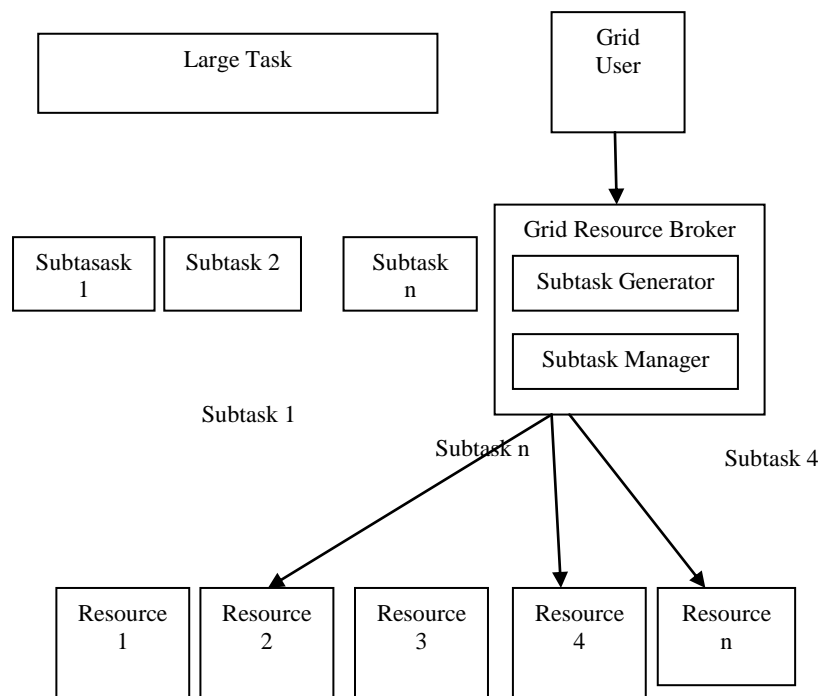 Large Task
Grid
User
Grid Resource Broker
Subtasask
1
Subtask 2
Subtask
n
Subtask Generator
Subtask Manager
Subtask 1
Subtask n
Subtask 4
Resource
1
Resource
2
Resource
3
Resource
4
Resource
n